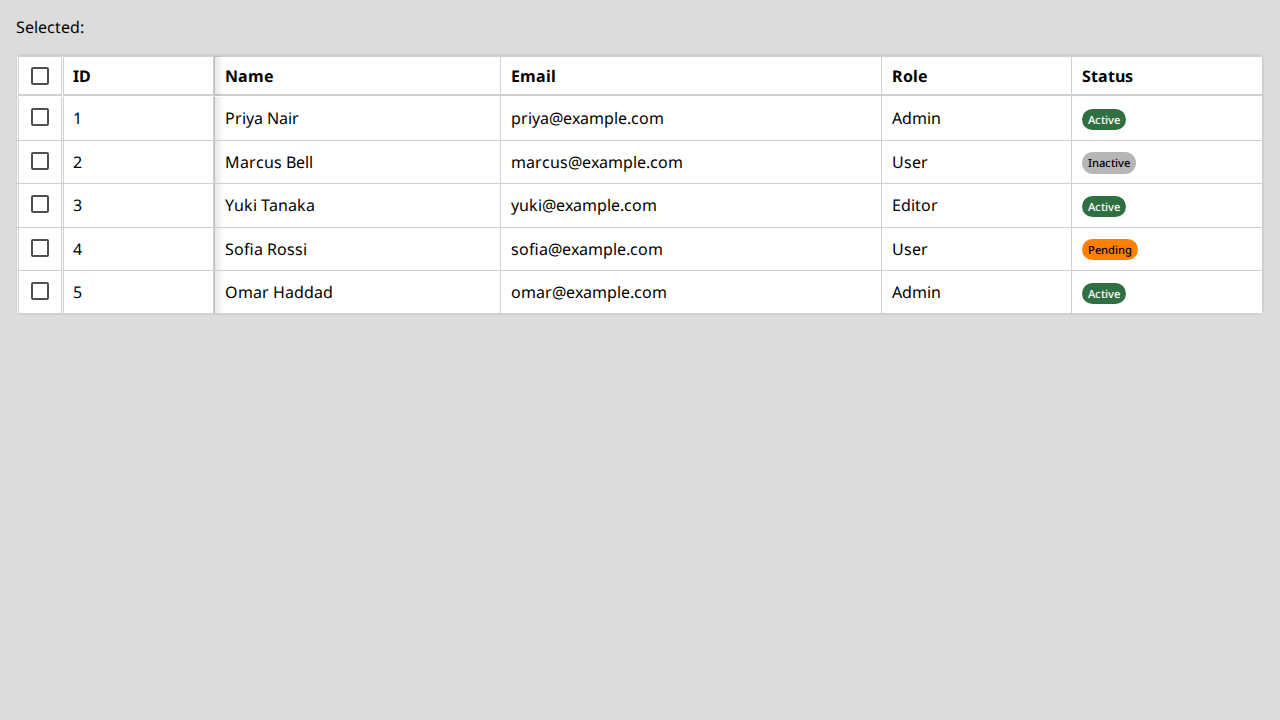 Selected:
ID Name Email Role Status
1 Priya Nair priya@example.com Admin Active
2 Marcus Bell marcus@example.com User Inactive
3 Yuki Tanaka yuki@example.com Editor Active
4 Sofia Rossi sofia@example.com User Pending
5 Omar Haddad omar@example.com Admin Active